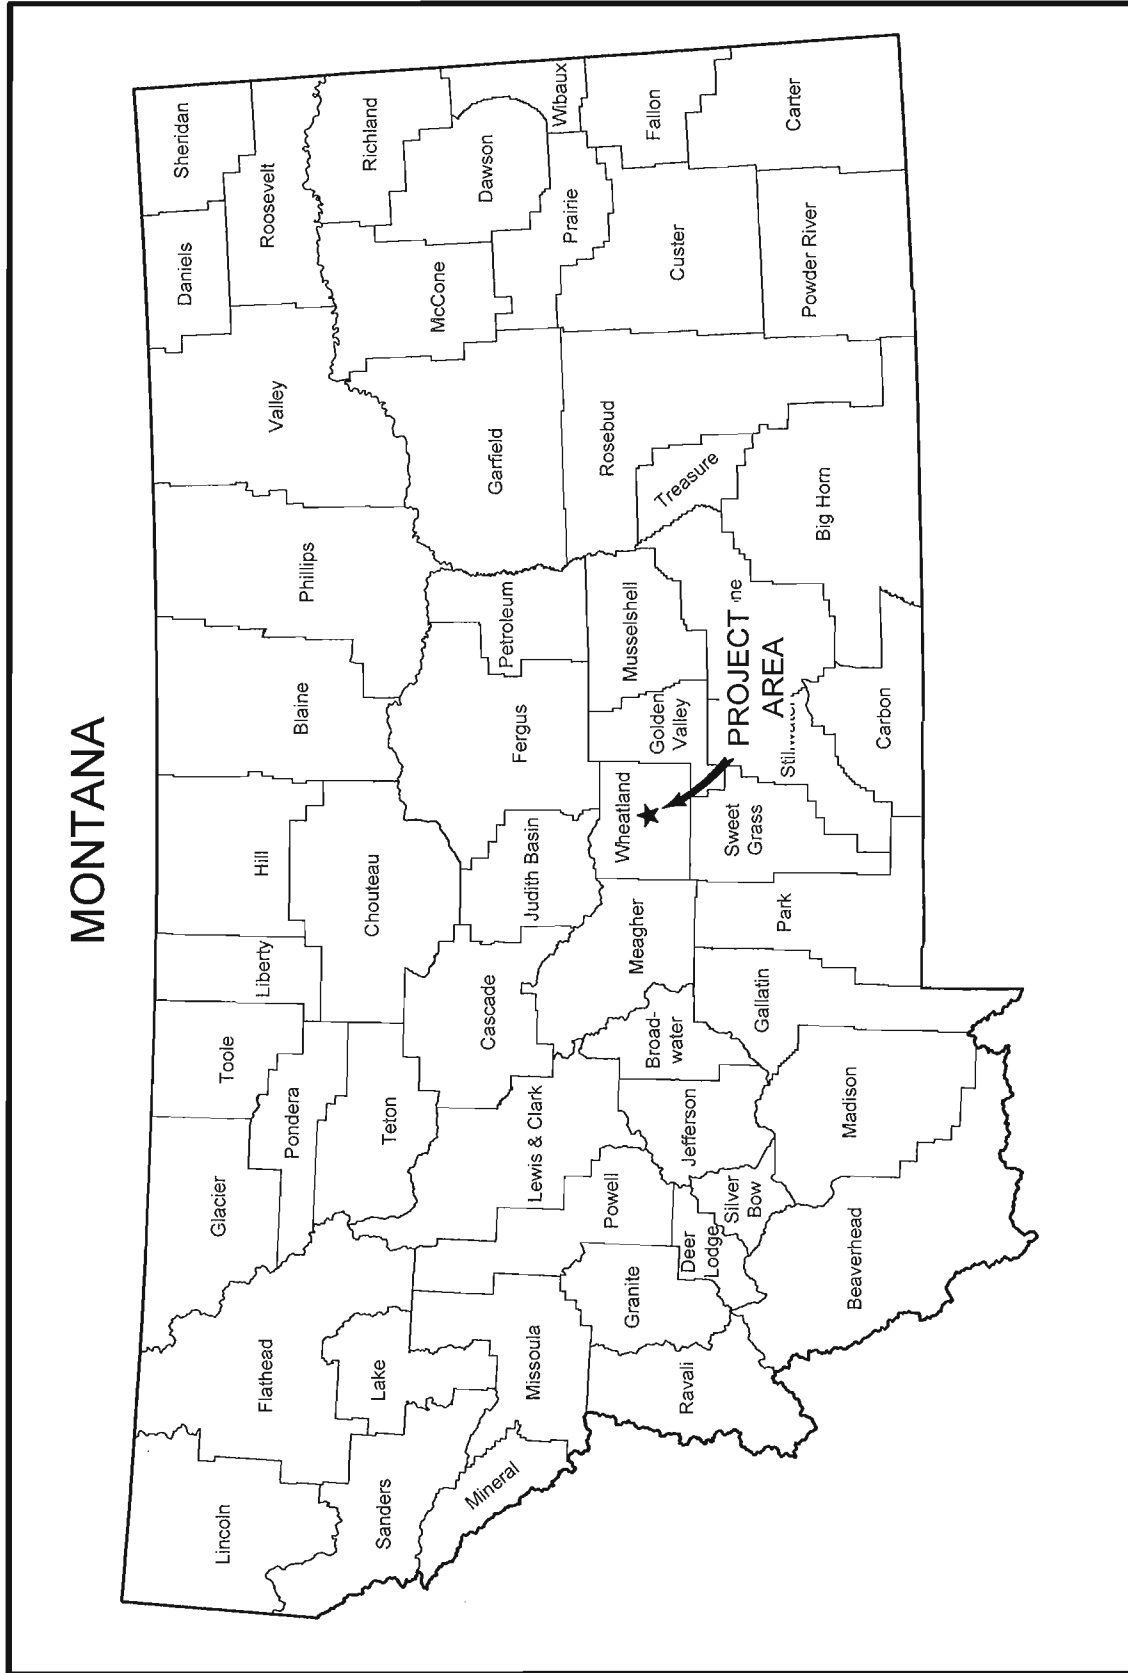 MONTANA
Lincoln
Flathead
Glacier
Toole
Liberty
Hill
Blaine
Phillips
Valley
Daniels
Sheridan
Roosevelt
Sanders
Lake
Pondera
Teton
Chouteau
Richland
McCone
Dawson
Mineral
Missoula
Lewis & Clark
Cascade
Judith Basin
Fergus
Petroleum
Garfield
Prairie
Wibaux
Granite
Powell
Broad-
water
Meagher
Wheatland
Golden
Valley
Musselshell
Rosebud
Treasure
Custer
Fallon
Ravali
Deer
Lodge
Silver
Bow
Jefferson
Gallatin
Park
Sweet
Grass
Stillwater
PROJECT
AREA
ne
Big Horn
Powder River
Carter
Beaverhead
Madison
Carbon